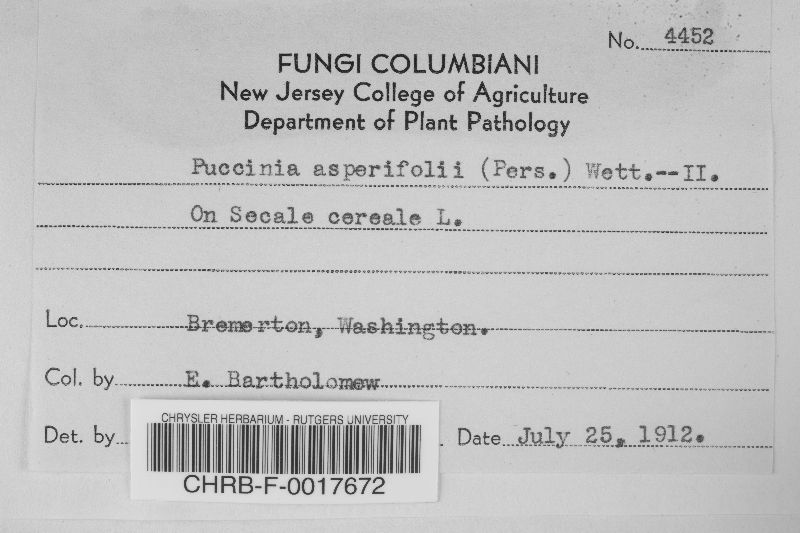 No. 4452
FUNGI COLUMBIANI
New Jersey College of Agriculture
Department of Plant Pathology
Puccinia asperifolii (Pers.) Wett.--II.
On Secale cereale L.
Loc. Bremerton, Washington.
Col. by E. Bartholomew
Det. by Date July 25, 1912.
CHRYSLER HERBARIUM - RUTGERS UNIVERSITY
CHRB-F-0017672